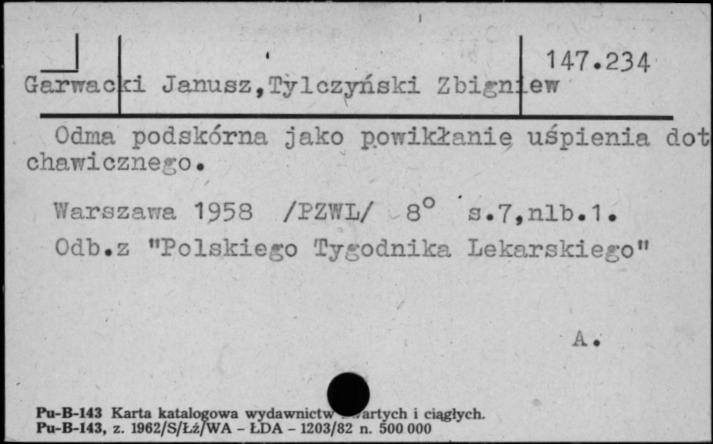 147.234
Garwacki Janusz,Tylczyński Zbigniew
Odma podskórna jako powikłanie uśpienia dot
chawicznego.
Warszawa 1958 /PZWL/ 8° s.7,nlb.1.
Odb.z "Polskiego Tygodnika Lekarskiego"
A.
Pu-B-143 Karta katalogowa wydawnictw zwartych i ciągłych.
Pu-B-143, z. 1962/S/Łź/WA - ŁDA - 1203/82 n. 500 000